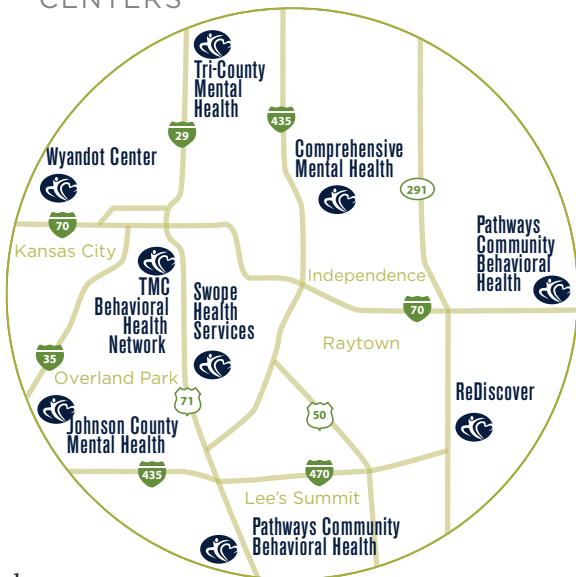 CENTERS
Tri-County
Mental
Health
29
435
Wyandot Center
Comprehensive
Mental Health
291
70
Kansas City
Pathways
Community
Behavioral
Health
TMC
Behavioral
Health
Network
Swope
Health
Services
Independence
70
Raytown
35
Overland Park
71
50
ReDiscover
Johnson County
Mental Health
435
470
Lee's Summit
Pathways Community
Behavioral Health